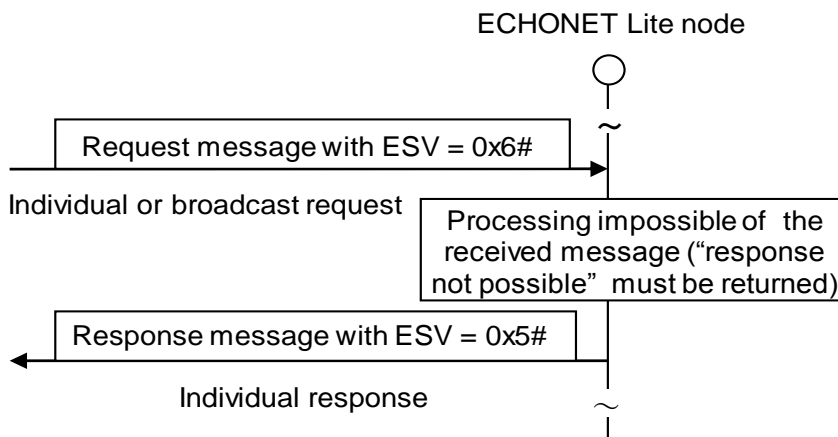 ECHONET Lite node
Request message with ESV = 0x6#
Individual or broadcast request
Processing impossible of the
received message (“response
not possible” must be returned)
Response message with ESV = 0x5#
Individual response